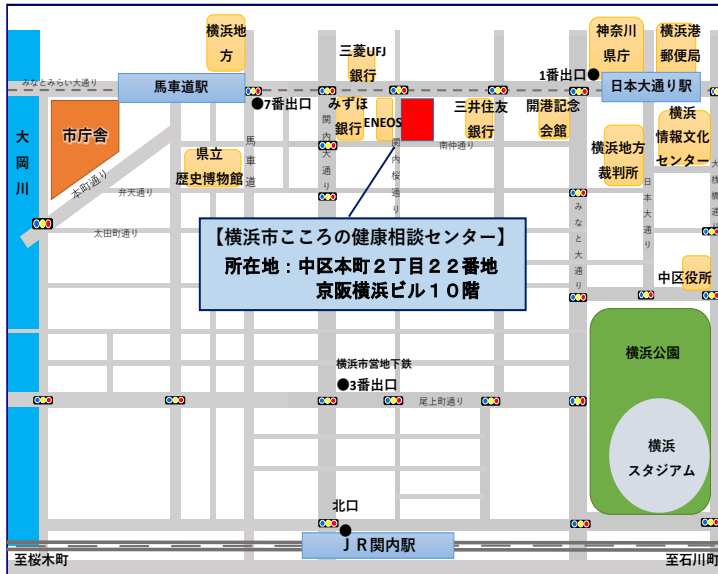 横浜地
方
三菱UFJ
銀行
神奈川
県庁
横浜港
郵便局
みなとみらい大通り
馬車道駅
1番出口
日本大通り駅
7番出口
みずほ
銀行
ENEOS
三井住友
銀行
開港記念
会館
横浜
情報文化
センター
市庁舎
大岡川
本町通り
馬車道
関内大通り
関内桜通り
南仲通り
横浜地方
裁判所
県立
歴史博物館
弁天通り
太田町通り
みなと大通り
日本大通り
大桟橋通り
【横浜市こころの健康相談センター】
所在地：中区本町２丁目２２番地
京阪横浜ビル１０階
中区役所
横浜公園
横浜市営地下鉄
3番出口
尾上町通り
横浜
スタジアム
北口
ＪＲ関内駅
至桜木町
至石川町